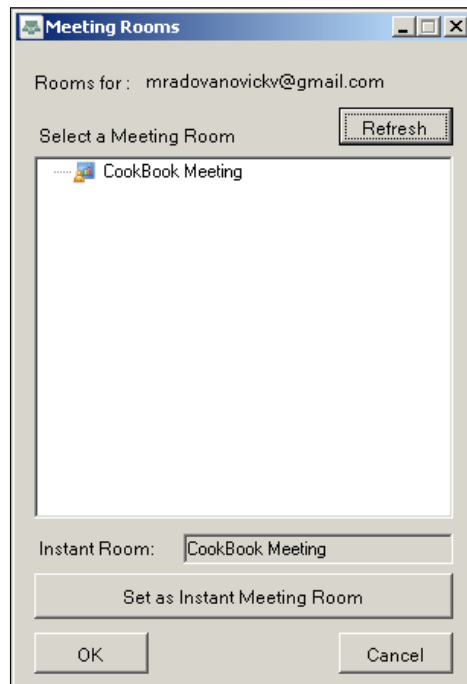 Meeting Rooms
Rooms for : mradovanovickv@gmail.com
Refresh
Select a Meeting Room
CookBook Meeting
Instant Room: CookBook Meeting
Set as Instant Meeting Room
OK Cancel